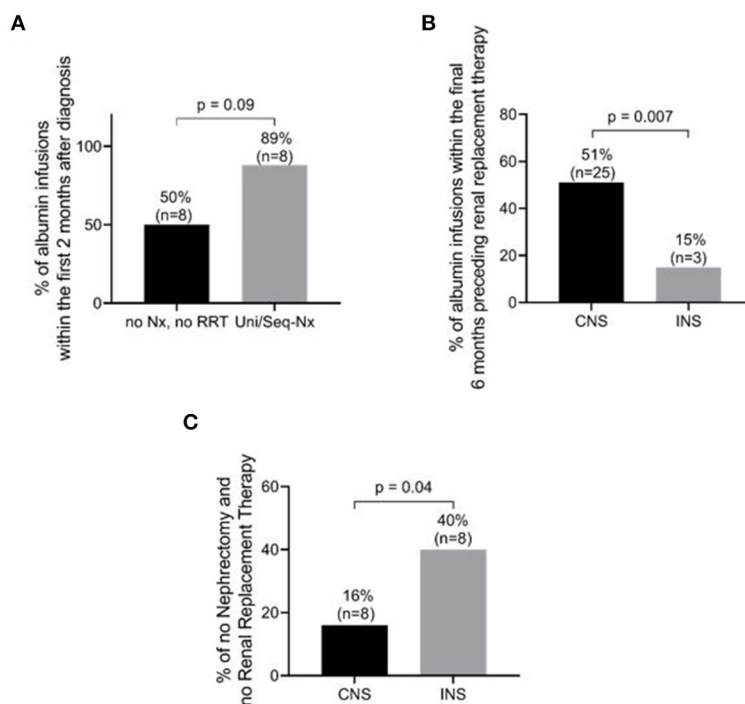 A
% of albumin infusions
within the first 2 months after diagnosis
100
50
0
p = 0.09
50%
(n=8)
89%
(n=8)
no Nx, no RRT Uni/Seq-Nx
B
% of albumin infusions within the final
6 months preceding renal replacement therapy
80
60
40
20
0
p = 0.007
51%
(n=25)
15%
(n=3)
CNS INS
C
% of no Nephrectomy and
no Renal Replacement Therapy
60
40
20
0
p = 0.04
16%
(n=8)
40%
(n=8)
CNS INS